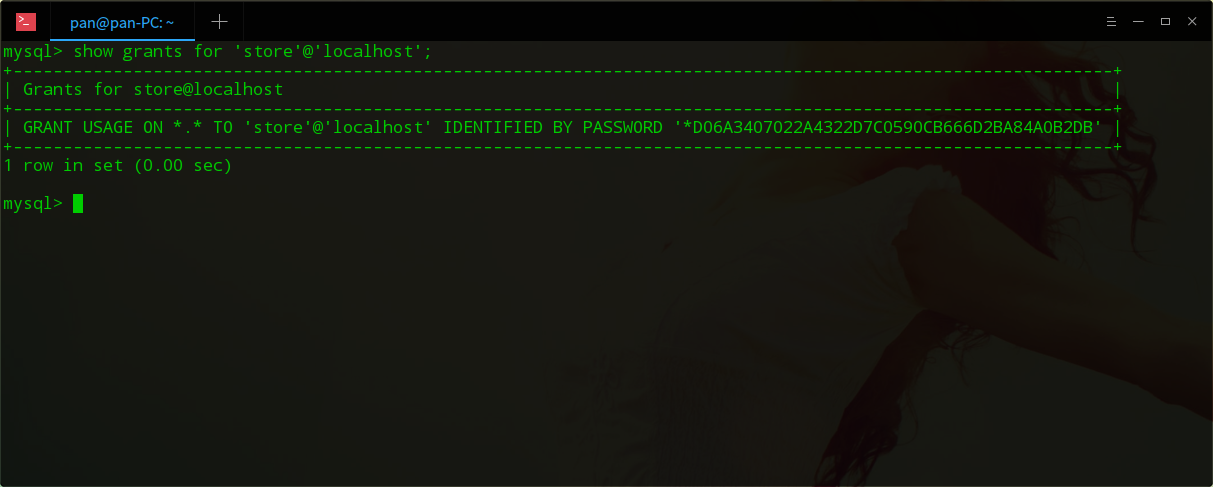 pan@pan-PC: ~
mysql> show grants for 'store'@'localhost';
+--------------------------------------------------------------------------------------------------------------+
| Grants for store@localhost                                                                                   |
+--------------------------------------------------------------------------------------------------------------+
| GRANT USAGE ON *.* TO 'store'@'localhost' IDENTIFIED BY PASSWORD '*D06A3407022A4322D7C0590CB666D2BA84A0B2DB' |
+--------------------------------------------------------------------------------------------------------------+
1 row in set (0.00 sec)
mysql>